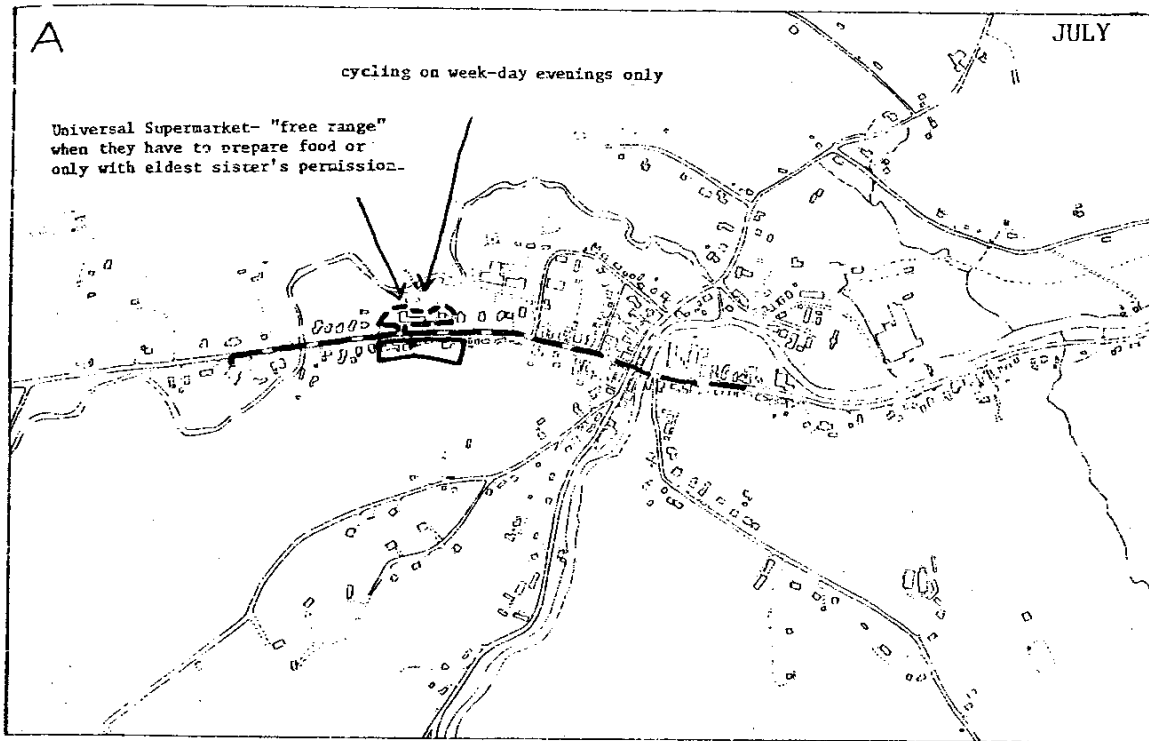 A
JULY
cycling on week-day evenings only
Universal Supermarket- "free range"
when they have to prepare food or
only with eldest sister's permission.